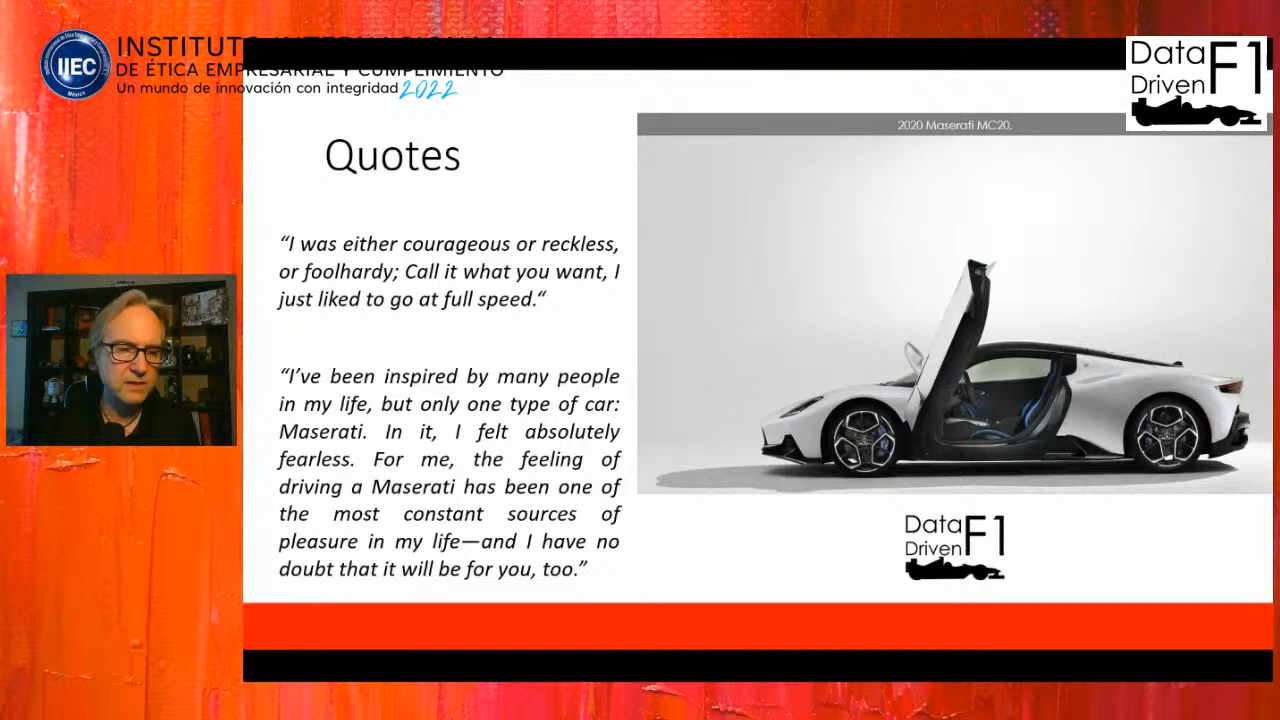 INSTITUTO INTERNACIONAL
DE ÉTICA EMPRESARIAL Y CUMPLIMIENTO
Un mundo de innovación con integridad 2022
IIEC
México
Data
Driven
F1
2020 Maserati MC20.
Quotes
“I was either courageous or reckless,
or foolhardy; Call it what you want, I
just liked to go at full speed.“
“I’ve been inspired by many people
in my life, but only one type of car:
Maserati. In it, I felt absolutely
fearless. For me, the feeling of
driving a Maserati has been one of
the most constant sources of
pleasure in my life—and I have no
doubt that it will be for you, too.”
Data
Driven
F1